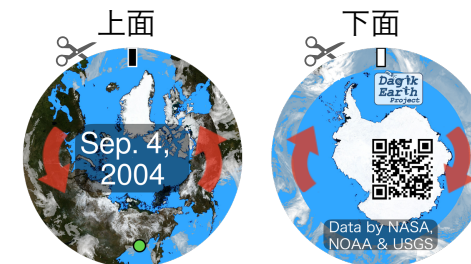 上面
下面
Sep. 4,
2004
Dagik
Earth
Project
Data by NASA,
NOAA & USGS